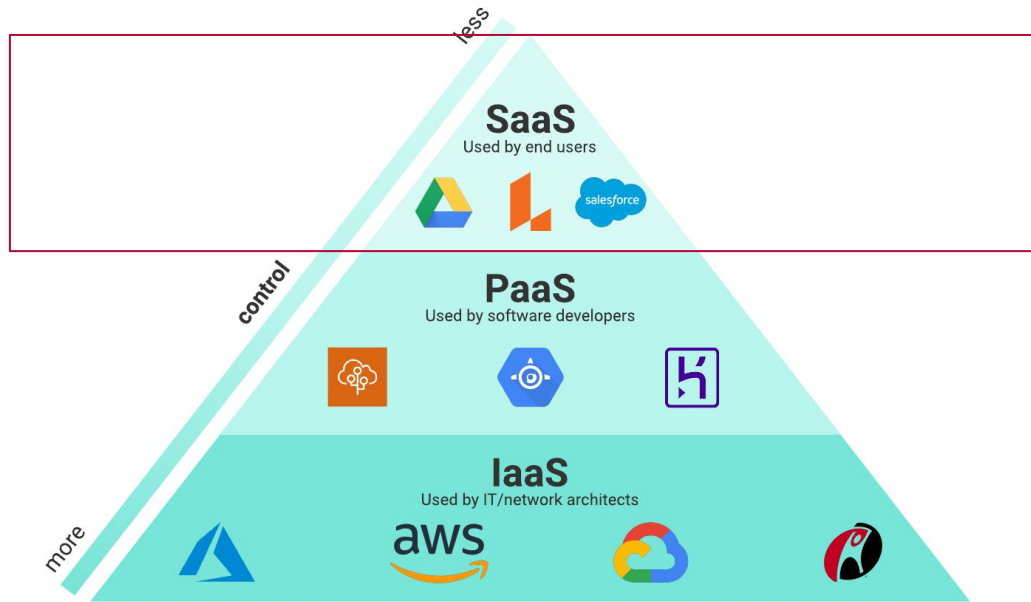 less
SaaS
Used by end users
salesforce
control
PaaS
Used by software developers
IaaS
Used by IT/network architects
more
aws